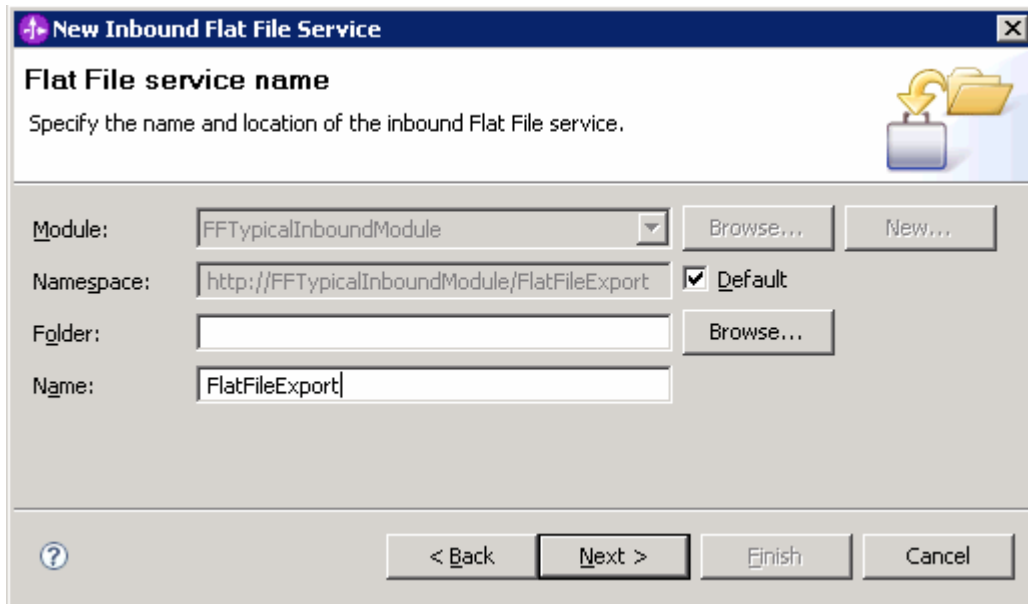 New Inbound Flat File Service
Flat File service name
Specify the name and location of the inbound Flat File service.
Module: FFTypicalInboundModule Browse... New...
Namespace: http://FFTypicalInboundModule/FlatFileExport Default
Folder: Browse...
Name: FlatFileExport
? < Back Next > Finish Cancel